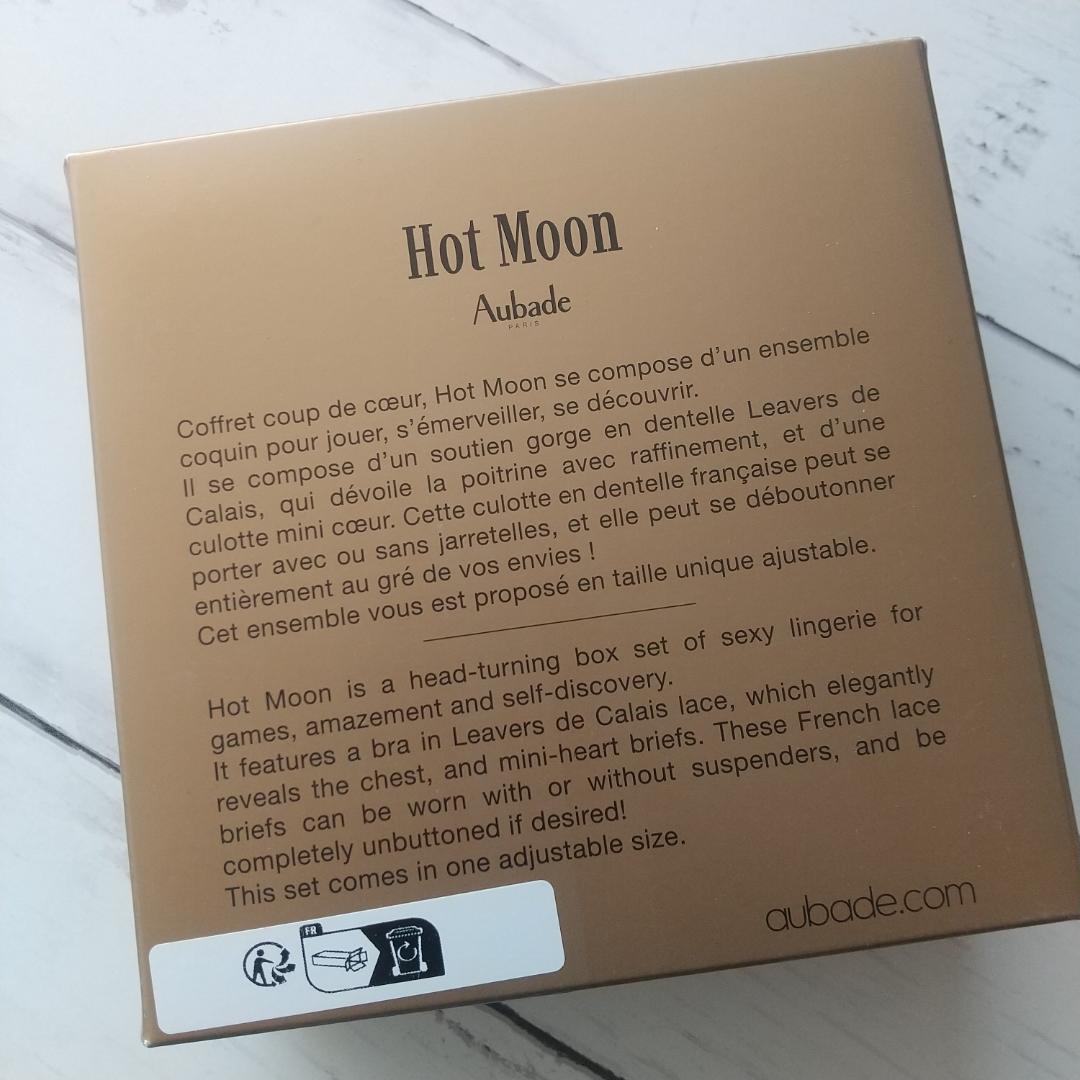 Hot Moon
Aubade
PARIS
Coffret coup de cœur, Hot Moon se compose d'un ensemble
coquin pour jouer, s'émerveiller, se découvrir.
Il se compose d'un soutien gorge en dentelle Leavers de
Calais, qui dévoile la poitrine avec raffinement, et d'une
culotte mini cœur. Cette culotte en dentelle française peut se
porter avec ou sans jarretelles, et elle peut se déboutonner
entièrement au gré de vos envies !
Cet ensemble vous est proposé en taille unique ajustable.
Hot Moon is a head-turning box set of sexy lingerie for
games, amazement and self-discovery.
It features a bra in Leavers de Calais lace, which elegantly
reveals the chest, and mini-heart briefs. These French lace
briefs can be worn with or without suspenders, and be
completely unbuttoned if desired!
This set comes in one adjustable size.
aubade.com
FR